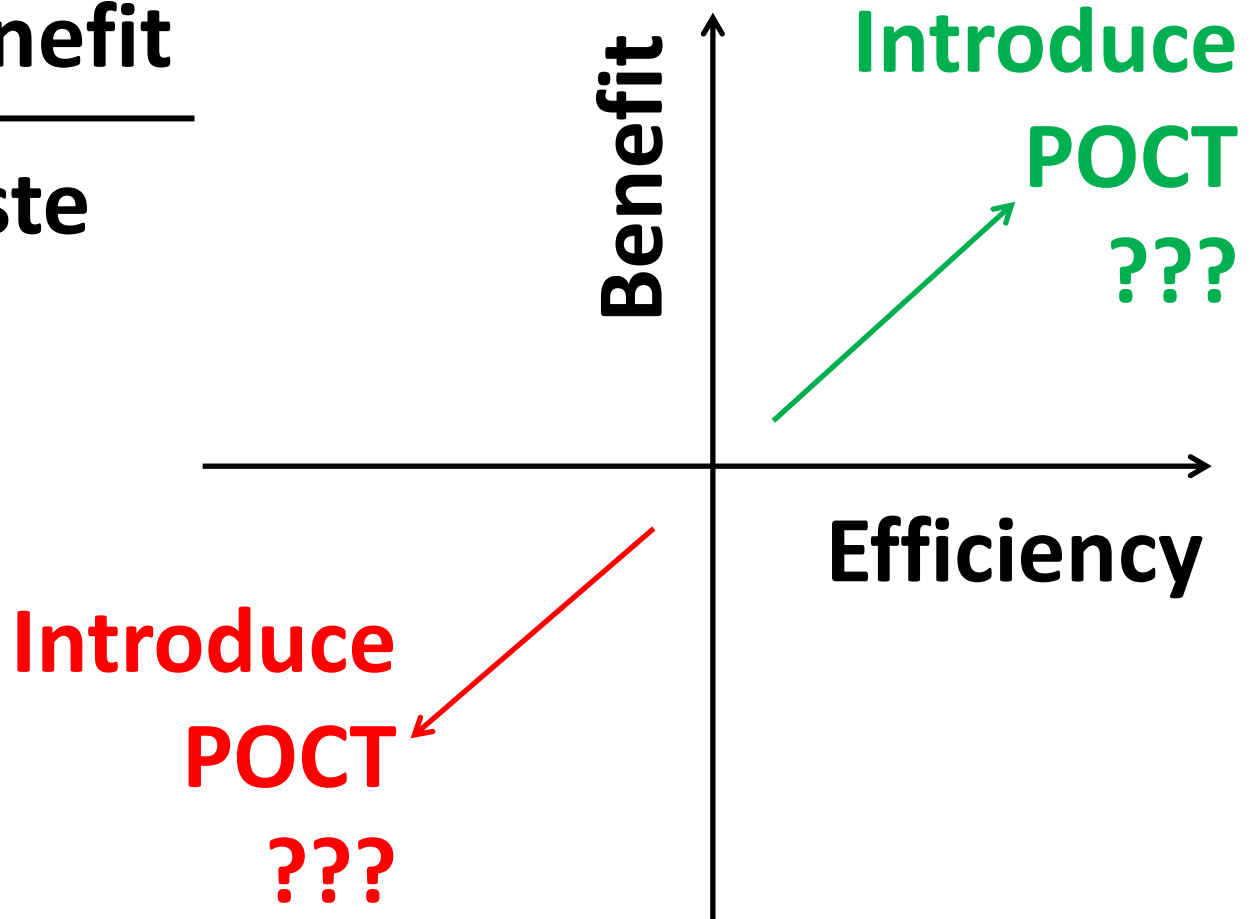 nefit
ste
Benefit
Introduce
POCT
???
Efficiency
Introduce
POCT
???